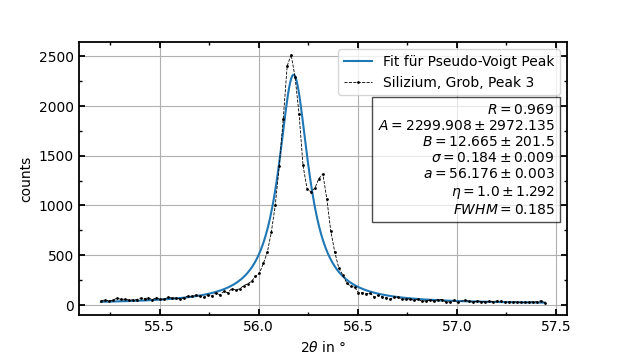 Fit für Pseudo-Voigt Peak
Silizium, Grob, Peak 3
R = 0.969
A = 2299.908 ± 2972.135
B = 12.665 ± 201.5
σ = 0.184 ± 0.009
a = 56.176 ± 0.003
η = 1.0 ± 1.292
FWHM = 0.185
counts
2500
2000
1500
1000
500
0
55.5 56.0 56.5 57.0 57.5
2θ in °